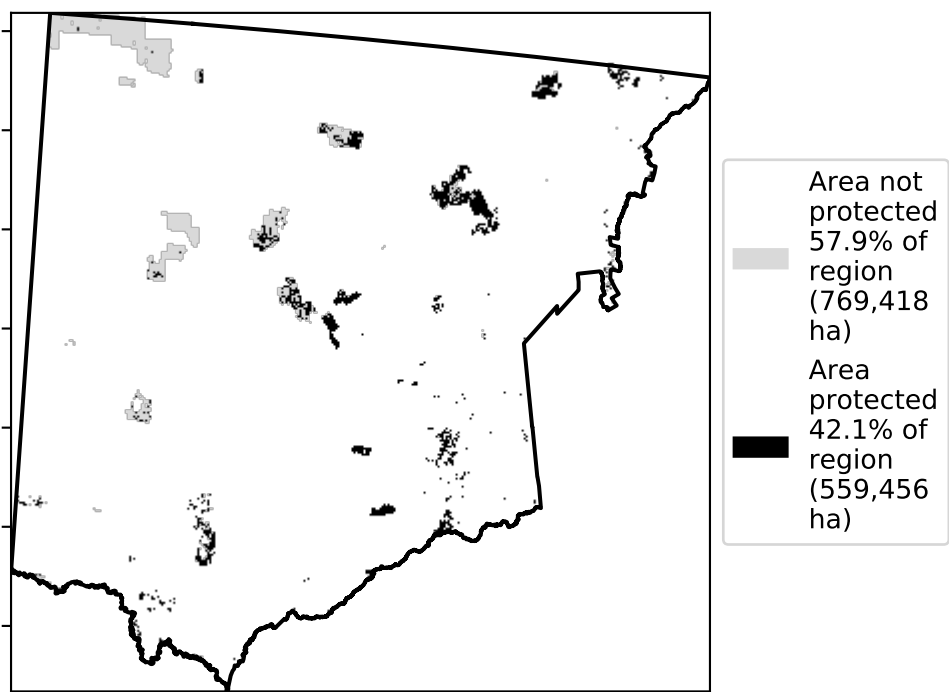 Area not
protected
57.9% of
region
(769,418
ha)
Area
protected
42.1% of
region
(559,456
ha)